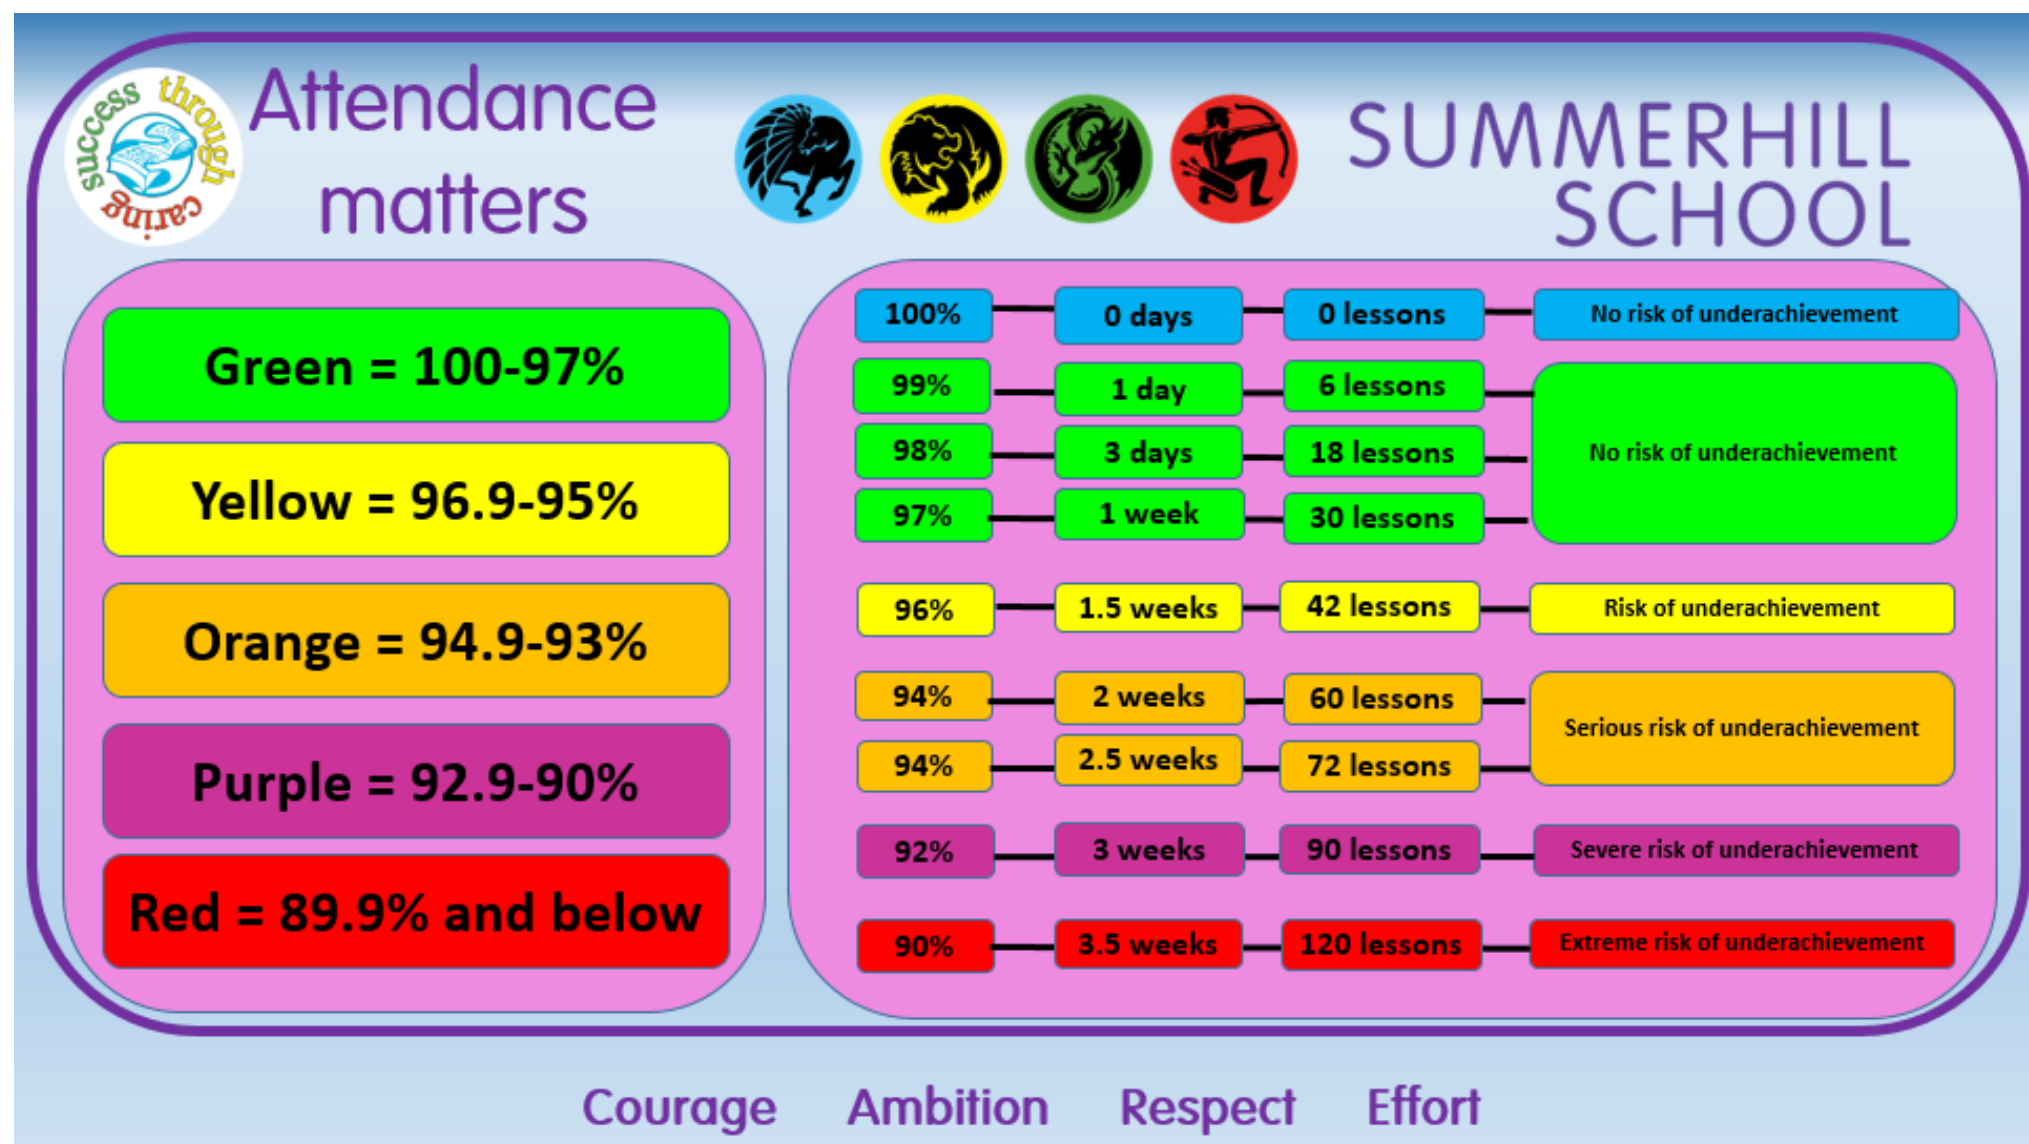 success through caring
Attendance
matters
SUMMERHILL
SCHOOL
Green = 100-97%
Yellow = 96.9-95%
Orange = 94.9-93%
Purple = 92.9-90%
Red = 89.9% and below
100% 0 days 0 lessons No risk of underachievement
99% 1 day 6 lessons
98% 3 days 18 lessons No risk of underachievement
97% 1 week 30 lessons
96% 1.5 weeks 42 lessons Risk of underachievement
94% 2 weeks 60 lessons
Serious risk of underachievement
94% 2.5 weeks 72 lessons
92% 3 weeks 90 lessons Severe risk of underachievement
90% 3.5 weeks 120 lessons Extreme risk of underachievement
Courage Ambition Respect Effort